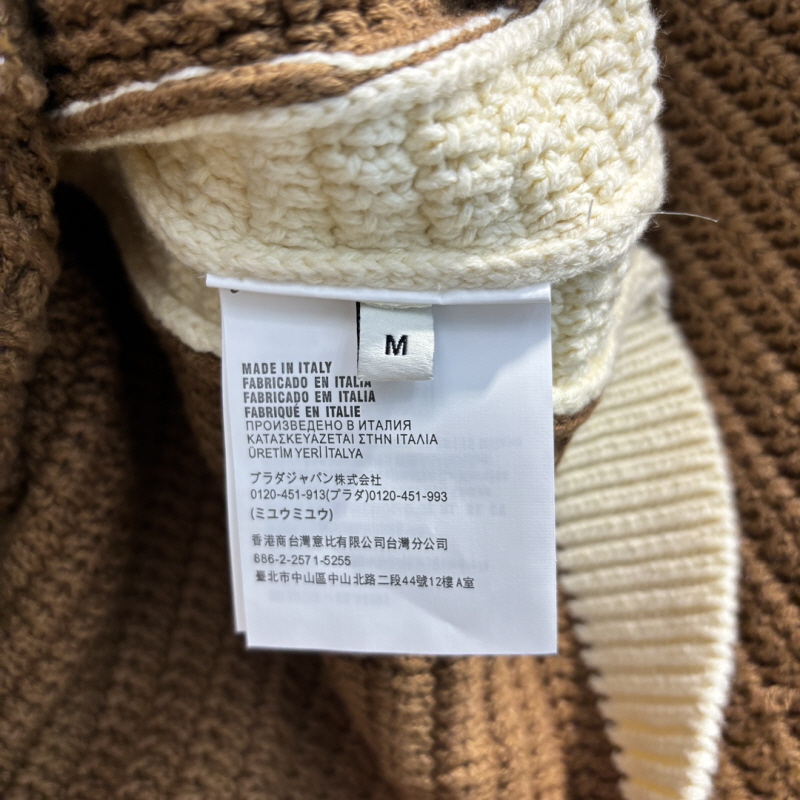 M
MADE IN ITALY
FABRICADO EN ITALIA
FABRICADO EM ITALIA
FABRIQUÉ EN ITALIE
ПРОИЗВЕДЕНО В ИТАЛИЯ
ΚΑΤΑΣΚΕΥΑΖΕΤΑΙ ΣΤΗΝ ΙΤΑΛΙΑ
ÜRETİM YERİ İTALYA
プラダジャパン株式会社
0120-451-913(プラダ)0120-451-993
(ミユウミユウ)
香港商台灣意比有限公司台灣分公司
886-2-2571-5255
臺北市中山區中山北路二段44號12樓A室